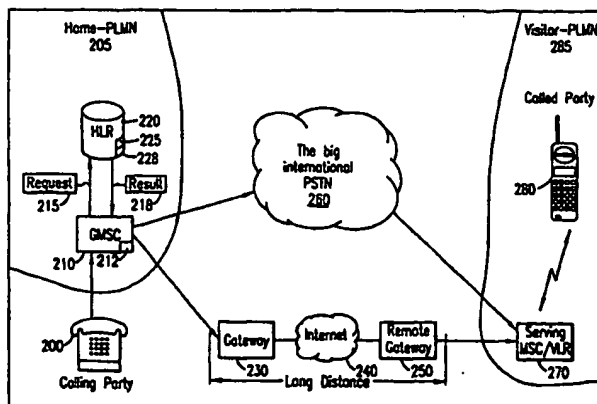 Home-PLMN
205
Visitor-PLMN
285
HLR
220
225
228
Request
215
Result
218
GMSC
210
212
200
Calling Party
The big
international
PSTN
260
Called Party
280
Gateway
230
Internet
240
Remote
Gateway
250
Long Distance
Serving
MSC/VLR
270